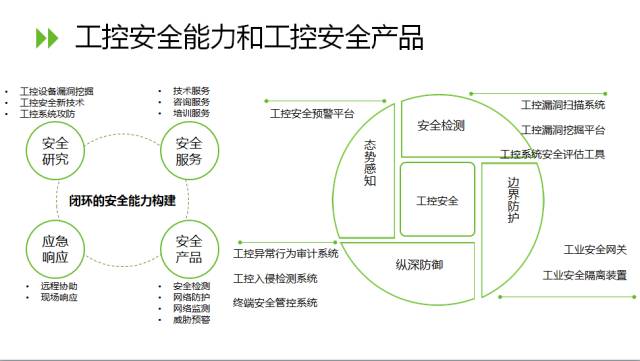 工控安全能力和工控安全产品
工控设备漏洞挖掘
工控安全新技术
工控系统攻防
技术服务
咨询服务
培训服务
安全
研究
安全
服务
闭环的安全能力构建
应急
响应
安全
产品
远程协助
现场响应
安全检测
网络防护
网络监测
威胁预警
工控安全预警平台
态势感知
安全检测
工控漏洞扫描系统
工控漏洞挖掘平台
工控系统安全评估工具
工控安全
边界防护
工控异常行为审计系统
工控入侵检测系统
终端安全管控系统
纵深防御
工业安全网关
工业安全隔离装置